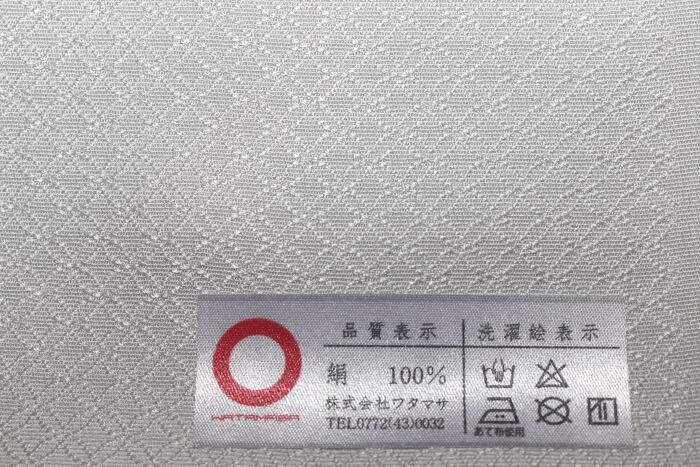 品質表示
絹 100%
株式会社ワタマサ
TEL0772(43)0032
WATAMASA
洗濯絵表示
あて布使用